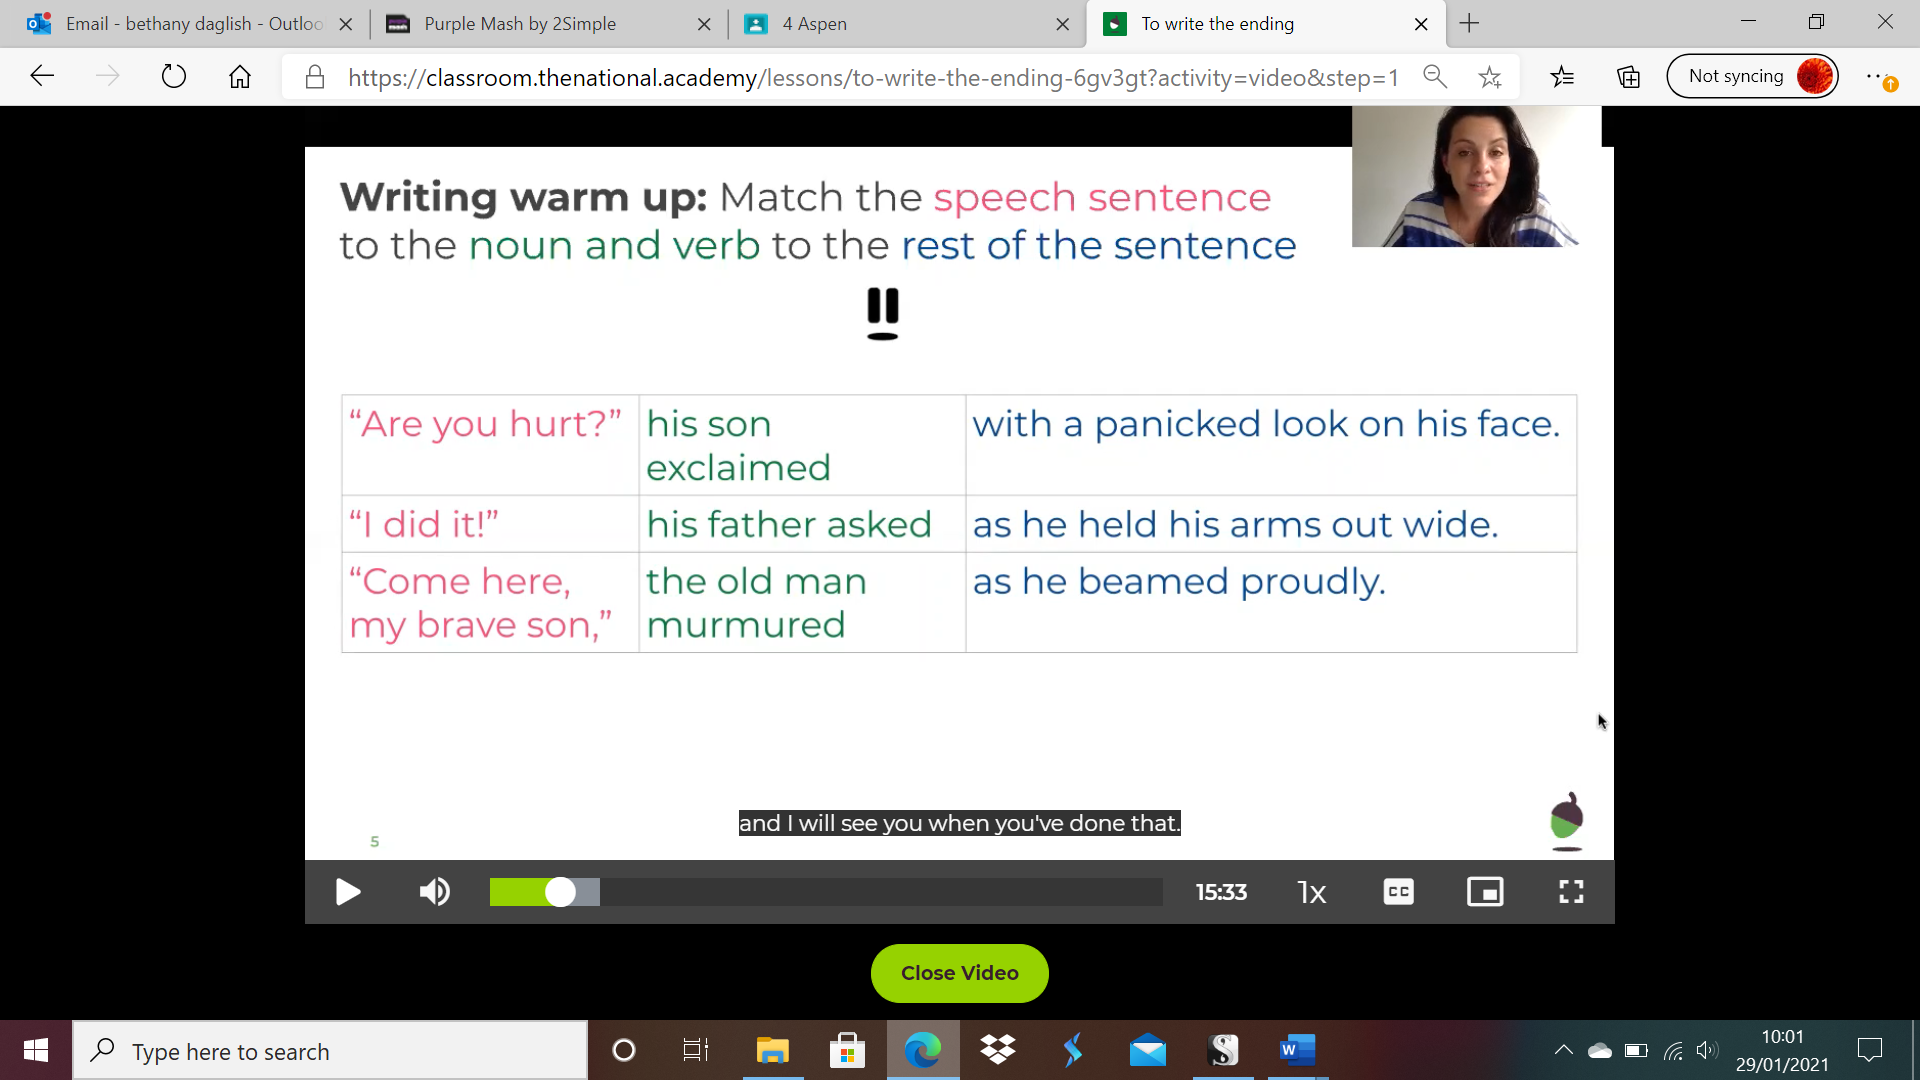 Email - bethany daglish - Outloo
Purple Mash by 2Simple
4 Aspen
To write the ending
https://classroom.thenational.academy/lessons/to-write-the-ending-6gv3gt?activity=video&step=1
Not syncing
Writing warm up: Match the speech sentence
to the noun and verb to the rest of the sentence
“Are you hurt?” his son with a panicked look on his face.
exclaimed
“I did it!” his father asked as he held his arms out wide.
“Come here, the old man as he beamed proudly.
my brave son,” murmured
and I will see you when you've done that.
5
15:33
1x
CC
Close Video
Type here to search
W
S
10:01
29/01/2021